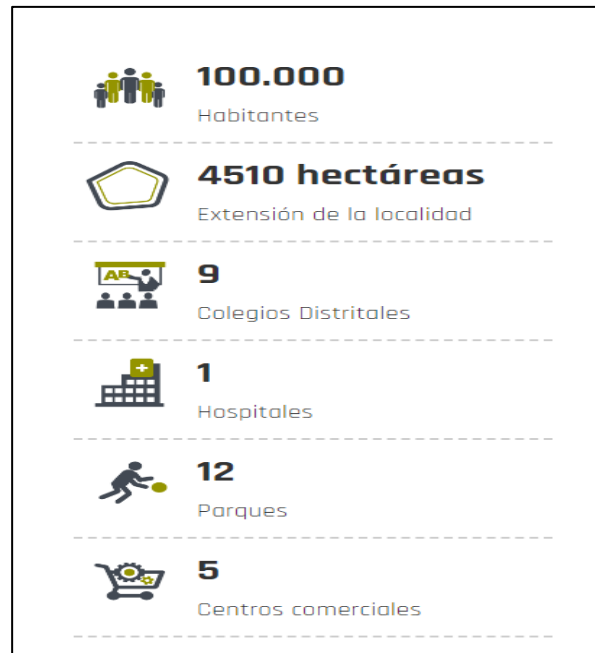 100.000
Habitantes
4510 hectáreas
Extensión de la localidad
AB
9
Colegios Distritales
1
Hospitales
12
Parques
5
Centros comerciales